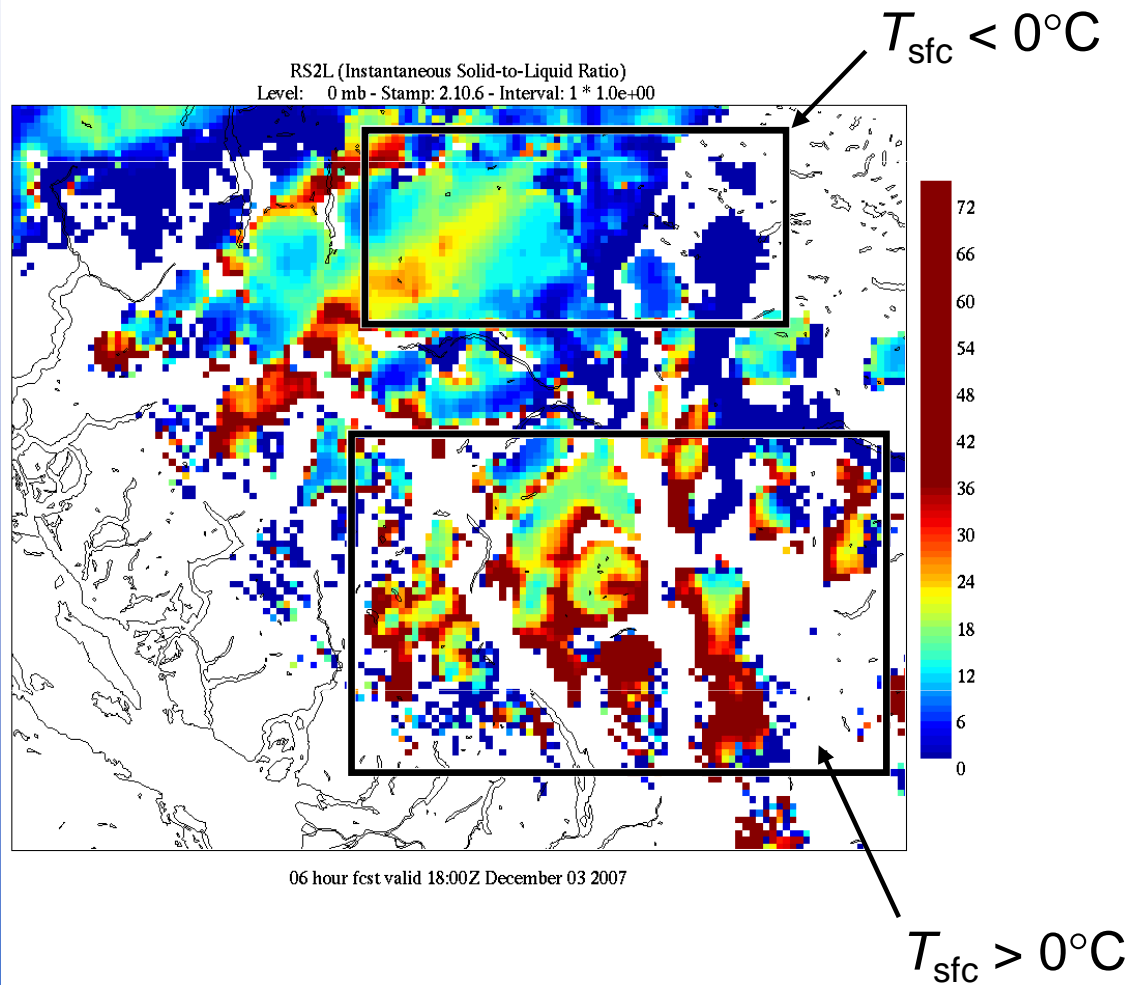 T_sfc < 0°C
RS2L (Instantaneous Solid-to-Liquid Ratio)
Level: 0 mb - Stamp: 2.10.6 - Interval: 1 * 1.0e+00
72
66
60
54
48
42
36
30
24
18
12
6
0
06 hour fcst valid 18:00Z December 03 2007
T_sfc > 0°C